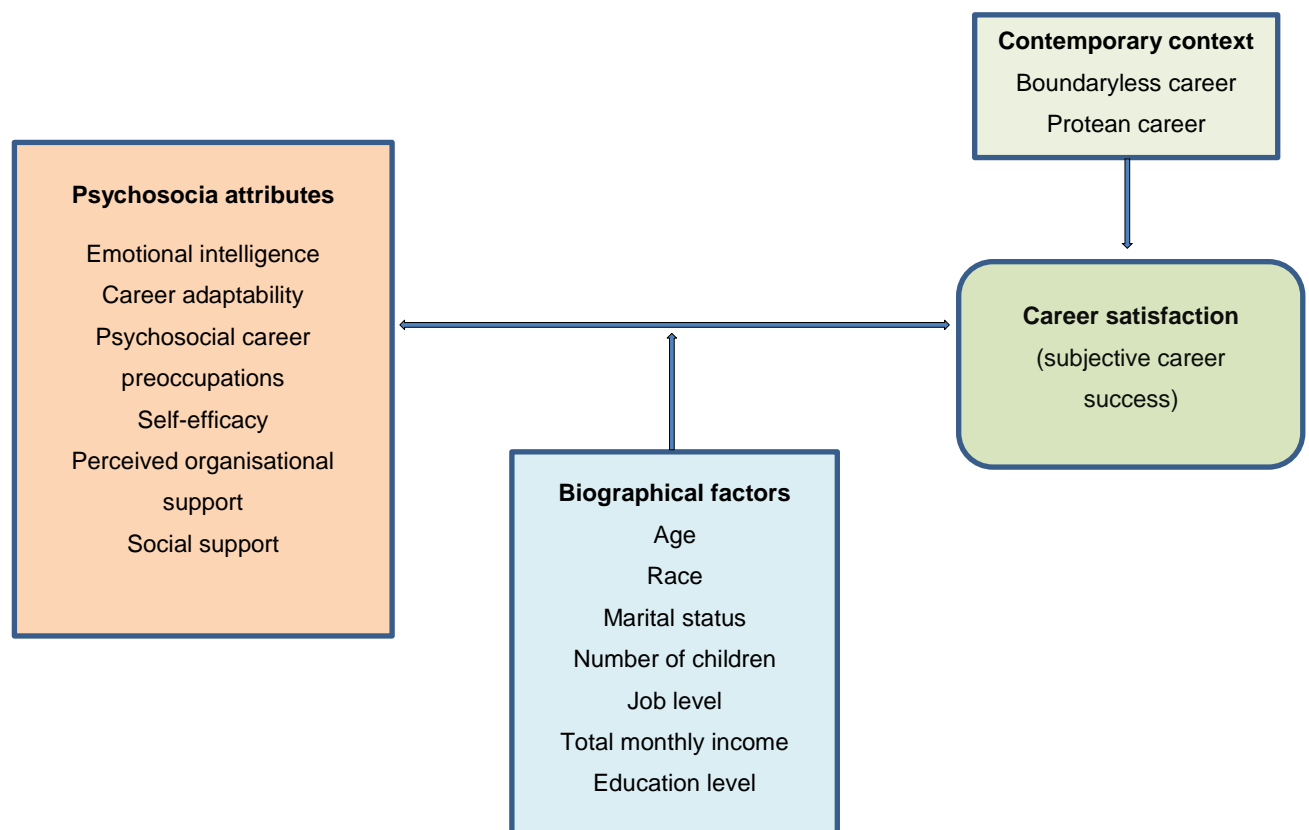 Contemporary context
Boundaryless career
Protean career
Psychosocia attributes
Emotional intelligence
Career adaptability
Psychosocial career
preoccupations
Self-efficacy
Perceived organisational
support
Social support
Career satisfaction
(subjective career
success)
Biographical factors
Age
Race
Marital status
Number of children
Job level
Total monthly income
Education level